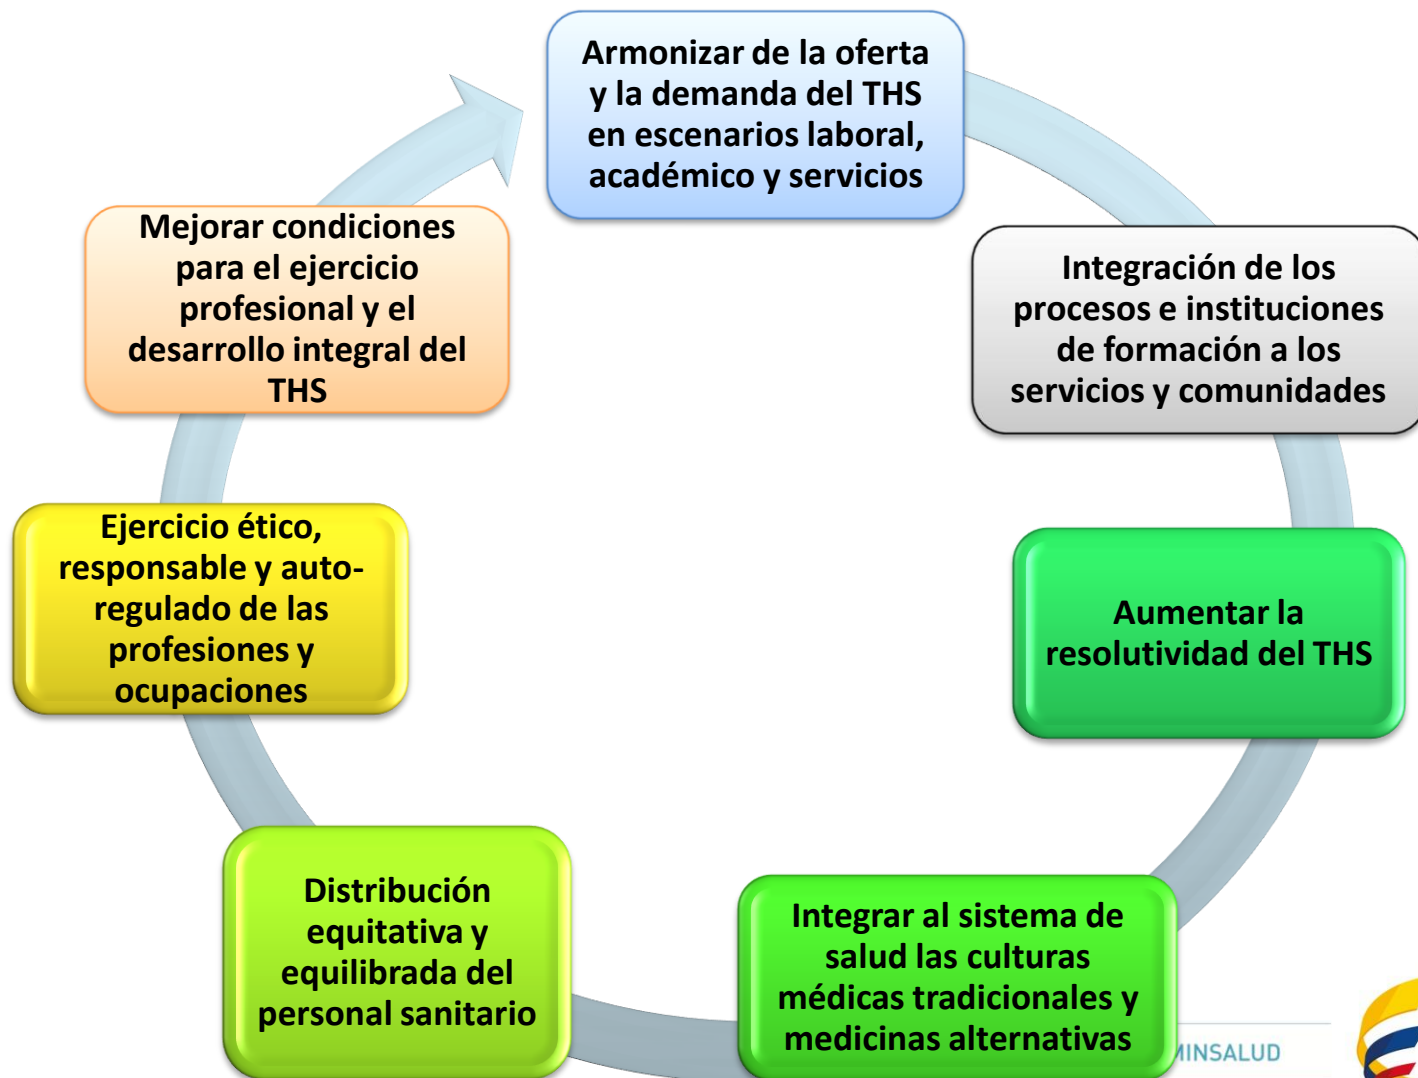 Armonizar de la oferta
y la demanda del THS
en escenarios laboral,
académico y servicios
Integración de los
procesos e instituciones
de formación a los
servicios y comunidades
Aumentar la
resolutividad del THS
Integrar al sistema de
salud las culturas
médicas tradicionales y
medicinas alternativas
Distribución
equitativa y
equilibrada del
personal sanitario
Ejercicio ético,
responsable y auto-
regulado de las
profesiones y
ocupaciones
Mejorar condiciones
para el ejercicio
profesional y el
desarrollo integral del
THS
MINSALUD